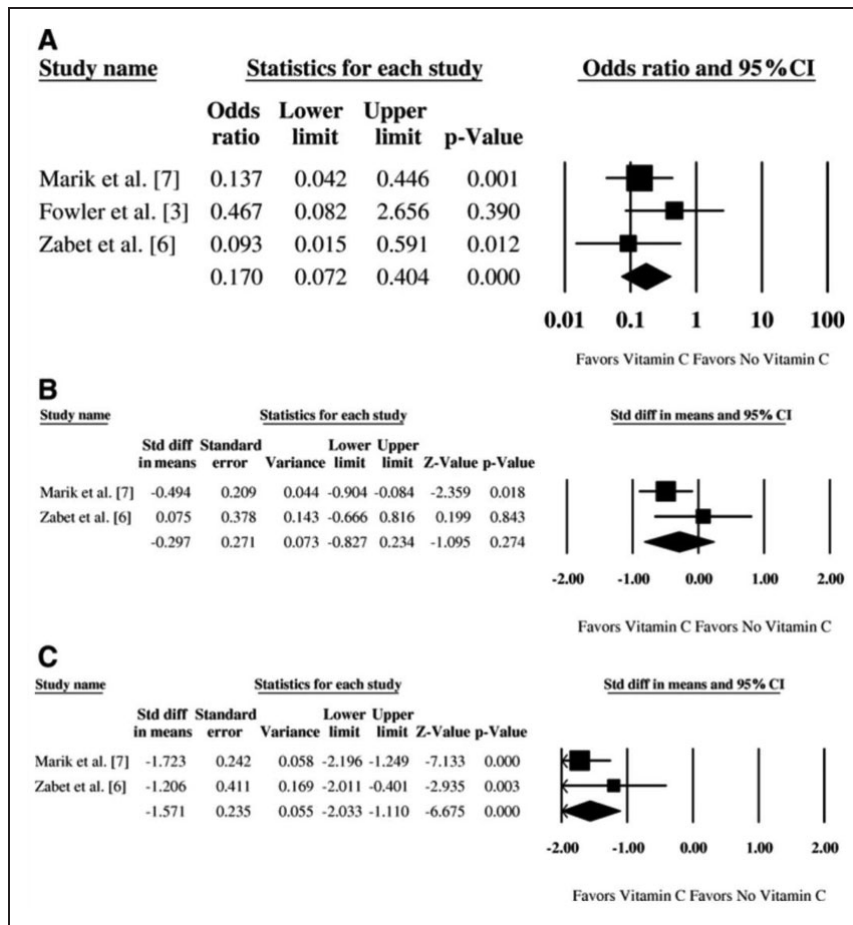 A
Study name Statistics for each study Odds ratio and 95%CI
Odds Lower Upper
ratio limit limit p-Value
Marik et al. [7] 0.137 0.042 0.446 0.001
Fowler et al. [3] 0.467 0.082 2.656 0.390
Zabet et al. [6] 0.093 0.015 0.591 0.012
0.170 0.072 0.404 0.000
0.01 0.1 1 10 100
Favors Vitamin C Favors No Vitamin C
B
Study name Statistics for each study Std diff in means and 95% CI
Std diff Standard Lower Upper
in means error Variance limit limit Z-Value p-Value
Marik et al. [7] -0.494 0.209 0.044 -0.904 -0.084 -2.359 0.018
Zabet et al. [6] 0.075 0.378 0.143 -0.666 0.816 0.199 0.843
-0.297 0.271 0.073 -0.827 0.234 -1.095 0.274
-2.00 -1.00 0.00 1.00 2.00
Favors Vitamin C Favors No Vitamin C
C
Study name Statistics for each study Std diff in means and 95% CI
Std diff Standard Lower Upper
in means error Variance limit limit Z-Value p-Value
Marik et al. [7] -1.723 0.242 0.058 -2.196 -1.249 -7.133 0.000
Zabet et al. [6] -1.206 0.411 0.169 -2.011 -0.401 -2.935 0.003
-1.571 0.235 0.055 -2.033 -1.110 -6.675 0.000
-2.00 -1.00 0.00 1.00 2.00
Favors Vitamin C Favors No Vitamin C